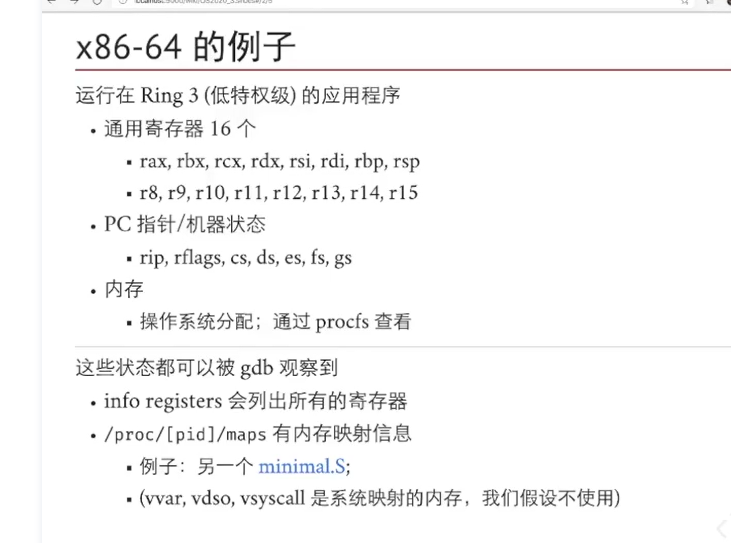 x86-64 的例子
运行在 Ring 3 (低特权级) 的应用程序
• 通用寄存器 16 个
▪ rax, rbx, rcx, rdx, rsi, rdi, rbp, rsp
▪ r8, r9, r10, r11, r12, r13, r14, r15
• PC 指针/机器状态
▪ rip, rflags, cs, ds, es, fs, gs
• 内存
▪ 操作系统分配；通过 procfs 查看
这些状态都可以被 gdb 观察到
• info registers 会列出所有的寄存器
• /proc/[pid]/maps 有内存映射信息
▪ 例子：另一个 minimal.S;
▪ (vvar, vdso, vsyscall 是系统映射的内存，我们假设不使用)